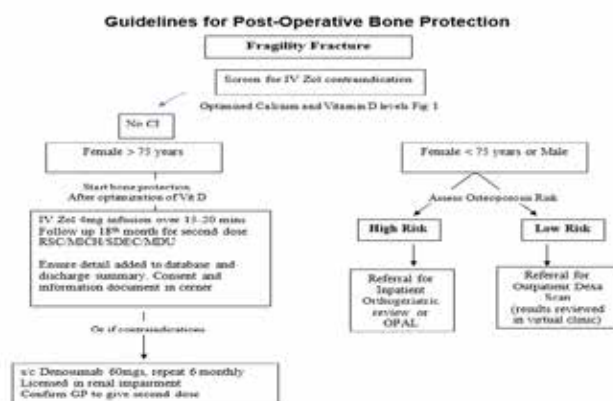 Guidelines for Post-Operative Bone Protection
Fragility Fracture
Screen for IV Zol contraindication
Optimised Calcium and Vitamin D levels Fig 1
No CI
Female > 75 years
Female < 75 years or Male
Start bone protection
After optimization of Vit D
Assess Osteoporosis Risk
IV Zol 4mg infusion over 15-20 mins
Follow up 18th month for second dose
RSC/MICH/SDEC/MDU
Ensure detail added to database and
discharge summary. Consent and
information document in corner
High Risk
Low Risk
Referral for
Inpatient
Orthogeriatric
review or
OPAL
Referral for
Outpatient Dexa
Scan
(results reviewed
in virtual clinic)
Or if contraindications
s/c Denosumab 60mgs, repeat 6 monthly
Licensed in renal impairment
Confirm GP to give second dose